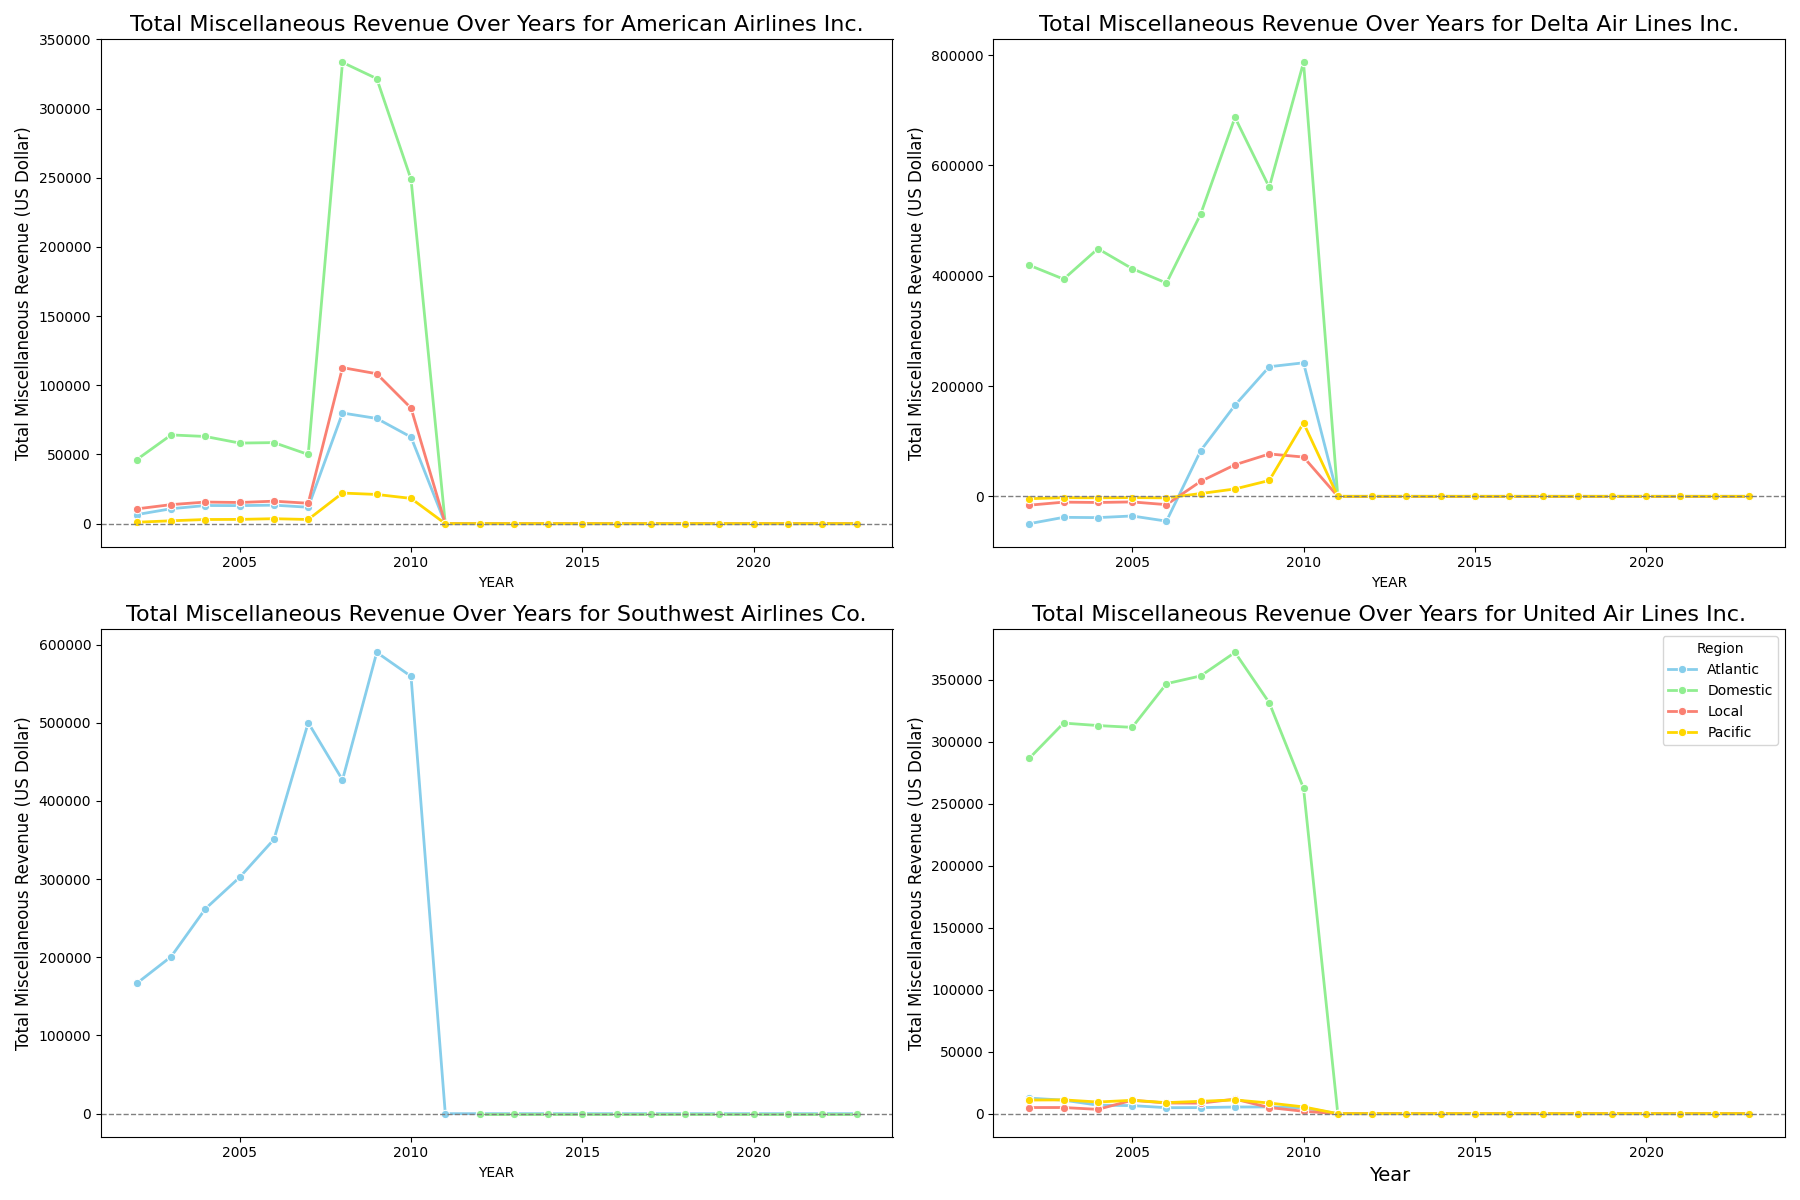 Total Miscellaneous Revenue Over Years for American Airlines Inc.
Total Miscellaneous Revenue (US Dollar)
350000
300000
250000
200000
150000
100000
50000
0
2005
2010
2015
2020
YEAR
Total Miscellaneous Revenue Over Years for Delta Air Lines Inc.
Total Miscellaneous Revenue (US Dollar)
800000
600000
400000
200000
0
2005
2010
2015
2020
YEAR
Total Miscellaneous Revenue Over Years for Southwest Airlines Co.
Total Miscellaneous Revenue (US Dollar)
600000
500000
400000
300000
200000
100000
0
2005
2010
2015
2020
YEAR
Total Miscellaneous Revenue Over Years for United Air Lines Inc.
Total Miscellaneous Revenue (US Dollar)
350000
300000
250000
200000
150000
100000
50000
0
Region
Atlantic
Domestic
Local
Pacific
2005
2010
2015
2020
Year